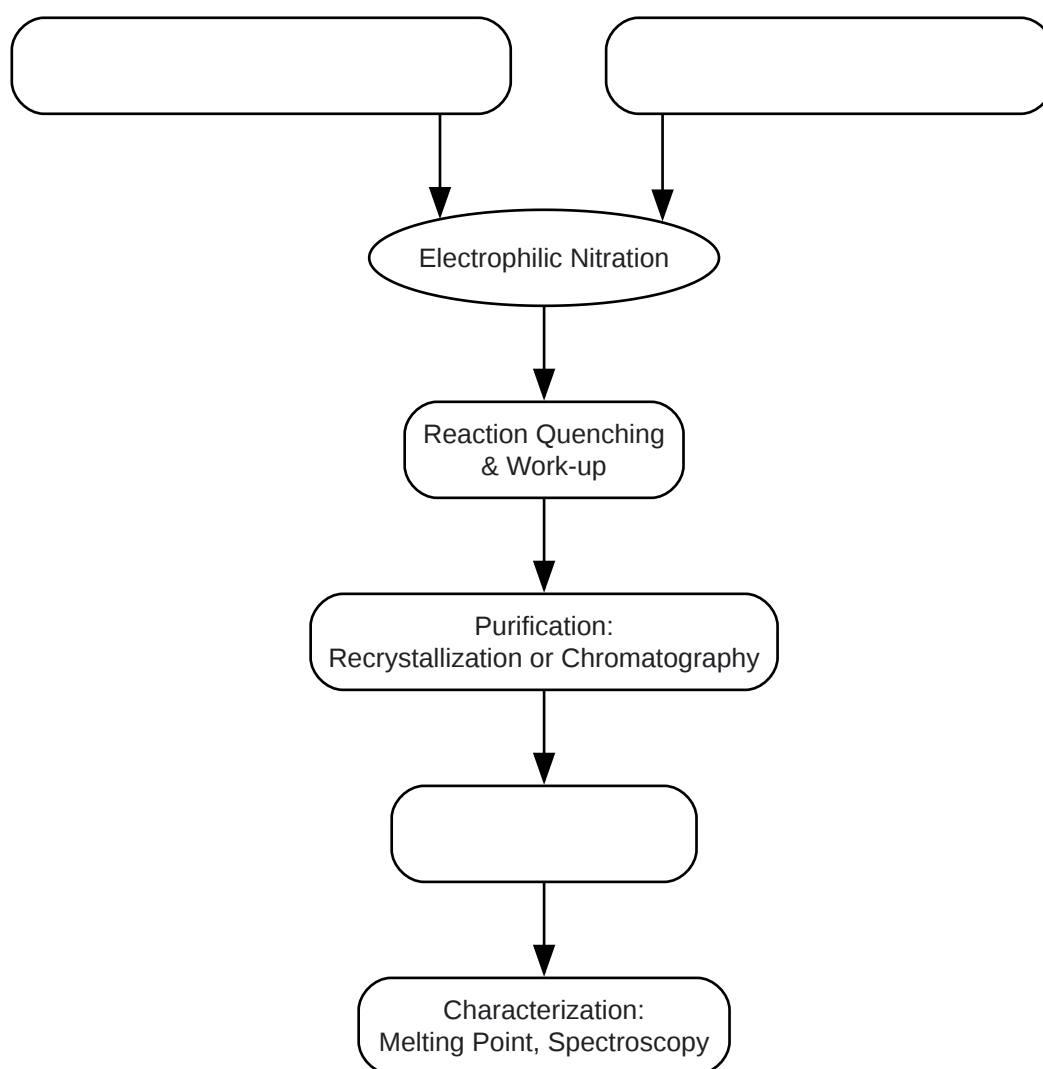 Electrophilic Nitration
Reaction Quenching
& Work-up
Purification:
Recrystallization or Chromatography
Characterization:
Melting Point, Spectroscopy